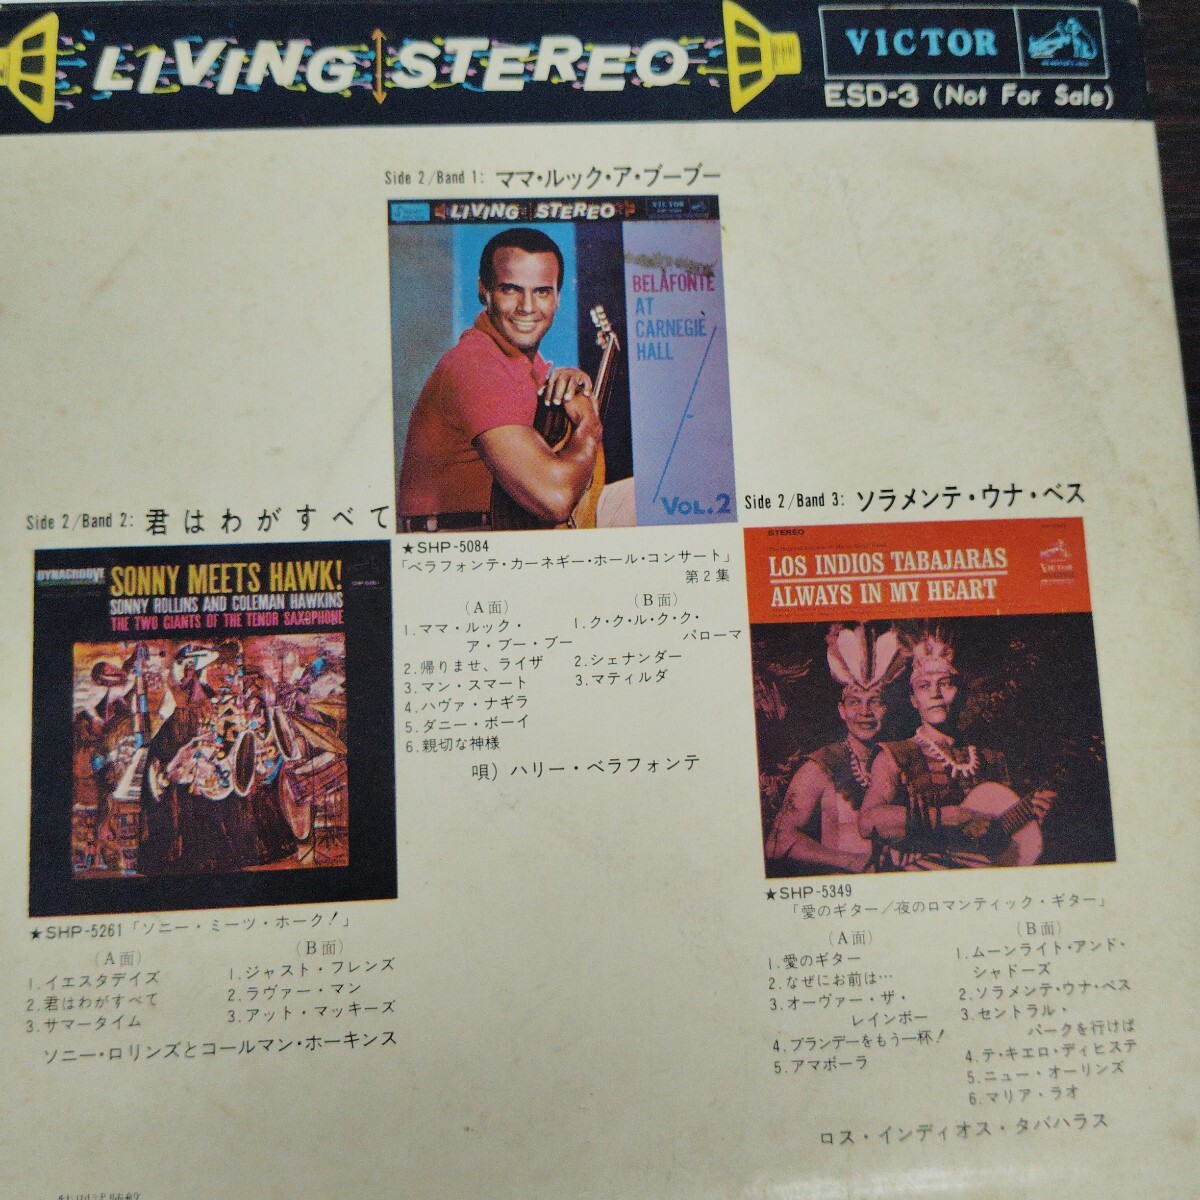 LIVING STEREO
VICTOR
ESD-3 (Not For Sale)
Side 2/Band 1: ママ・ルック・ア・ブーブー
LIVING STEREO
VICTOR
BELAFONTE
AT
CARNEGIE
HALL
VOL.2
★SHP-5084
「ベラフォンテ・カーネギー・ホール・コンサート」
第2集
(A面)
1.ママ・ルック・
ア・ブー・ブー
2.帰りませ、ライザ
3.マン・スマート
4.ハヴァ・ナギラ
5.ダニー・ボーイ
6.親切な神様
(B面)
1.ク・ク・ル・ク・ク・
パローマ
2.シェナンダー
3.マティルダ
唄) ハリー・ベラフォンテ
Side 2/Band 2: 君はわがすべて
DYNAGROOVE
SONNY MEETS HAWK!
SONNY ROLLINS AND COLEMAN HAWKINS
THE TWO GIANTS OF THE TENOR SAXOPHONE
★SHP-5261「ソニー・ミーツ・ホーク!」
(A面)
1.イエスタデイズ
2.君はわがすべて
3.サマータイム
(B面)
1.ジャスト・フレンズ
2.ラヴァー・マン
3.アット・マッキーズ
ソニー・ロリンズとコールマン・ホーキンス
Side 2/Band 3: ソラメンテ・ウナ・ベス
STEREO
LOS INDIOS TABAJARAS
ALWAYS IN MY HEART
VICTOR
★SHP-5349
「愛のギター/夜のロマンティック・ギター」
(A面)
1.愛のギター
2.なぜにお前は…
3.オーヴァー・ザ・
レインボー
4.ブランデーをもう一杯!
5.アマポーラ
(B面)
1.ムーンライト・アンド・
シャドーズ
2.ソラメンテ・ウナ・ベス
3.セントラル・
パークを行けば
4.テ・キエロ・ディヒステ
5.ニュー・オーリンズ
6.マリア・ラオ
ロス・インディオス・タバハラス